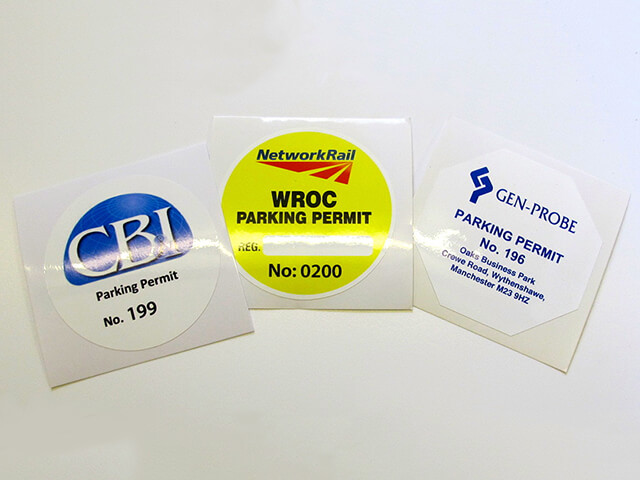 CBI
Parking Permit
No. 199
NetworkRail
WROC
PARKING PERMIT
REG.
No: 0200
GEN-PROBE
PARKING PERMIT
No. 196
Oaks Business Park
Crewe Road, Wythenshawe,
Manchester M23 9HZ